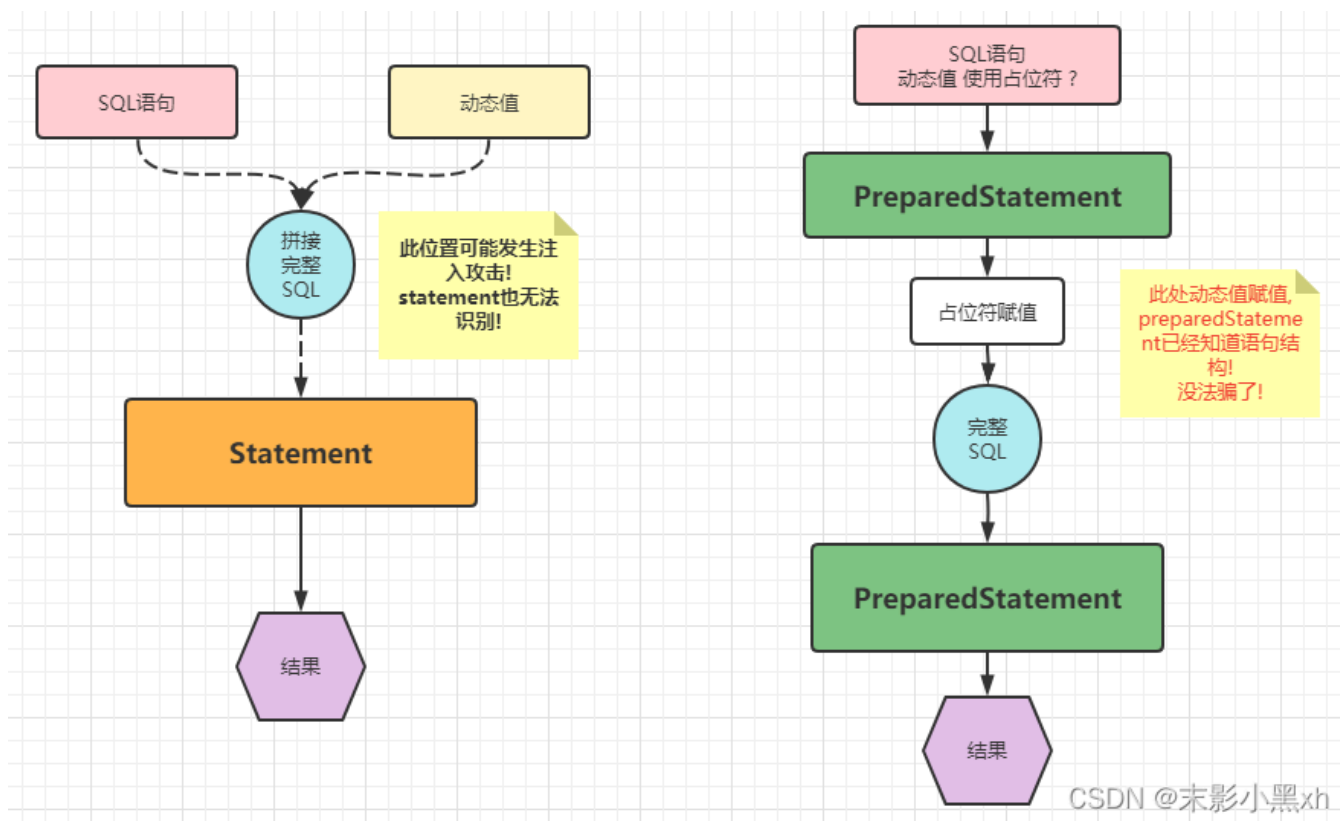 SQL语句
动态值
拼接
完整
SQL
此位置可能发生注
入攻击!
statement也无法
识别!
Statement
结果
SQL语句
动态值 使用占位符 ?
PreparedStatement
占位符赋值
此处动态值赋值,
preparedStateme
nt已经知道语句结
构!
没法骗了!
完整
SQL
PreparedStatement
结果
CSDN @末影小黑xh